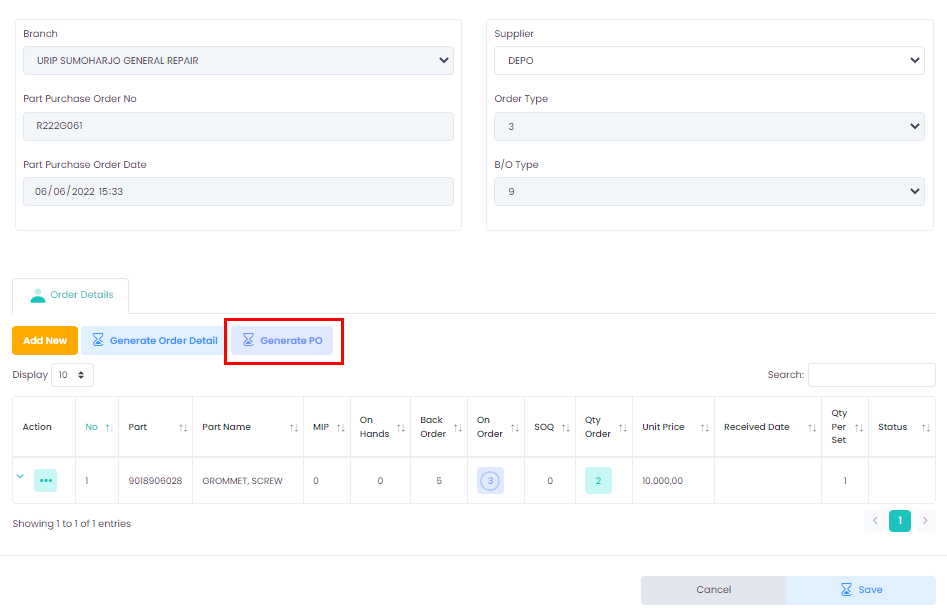 Branch
URIP SUMOHARJO GENERAL REPAIR
Part Purchase Order No
R222G061
Part Purchase Order Date
06/06/2022 15:33
Supplier
DEPO
Order Type
3
B/O Type
9
Order Details
Add New
Generate Order Detail
Generate PO
Display 10
Search:
Action
No
Part
Part Name
MIP
On
Hands
Back
Order
On
Order
SOQ
Qty
Order
Unit Price
Received Date
Qty
Per
Set
Status
1
9018906028
GROMMET, SCREW
0
0
5
3
0
2
10.000,00
1
Showing 1 to 1 of 1 entries
1
Cancel
Save